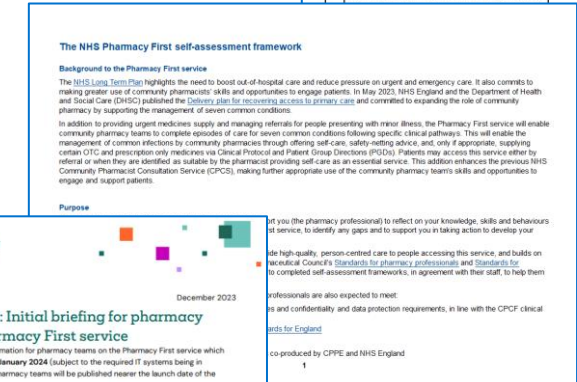 The NHS Pharmacy First self-assessment framework
Background to the Pharmacy First service
The NHS Long Term Plan highlights the need to boost out-of-hospital care and reduce pressure on urgent and emergency care. It also commits to
making greater use of community pharmacists' skills and opportunities to engage patients. In May 2023, NHS England and the Department of Health
and Social Care (DHSC) published the Delivery plan for recovering access to primary care and committed to expanding the role of community
pharmacy by supporting the management of seven common conditions.
In addition to providing urgent medicines supply and managing referrals for people presenting with minor illness, the Pharmacy First service will enable
community pharmacy teams to complete episodes of care for seven common conditions following specific clinical pathways. This will enable the
management of common infections by community pharmacies through offering self-care, safety-netting advice, and, only if appropriate, supplying
certain OTC and prescription only medicines via Clinical Protocol and Patient Group Directions (PGDs). Patients may access this service either by
referral or when they are identified as suitable by the pharmacist providing self-care as an essential service. This addition enhances the previous NHS
Community Pharmacist Consultation Service (CPCS), making further appropriate use of the community pharmacy team's skills and opportunities to
engage and support patients.
Purpose
ort you (the pharmacy professional) to reflect on your knowledge, skills and behaviours
st service, to identify any gaps and to support you in taking action to develop your
ide high-quality, person-centred care to people accessing this service, and builds on
maceutical Council's Standards for pharmacy professionals and Standards for
to completed self-assessment frameworks, in agreement with their staff, to help them
professionals are also expected to meet:
es and confidentiality and data protection requirements, in line with the CPCF clinical
ards for England
co-produced by CPPE and NHS England
1
December 2023
: Initial briefing for pharmacy
rmacy First service
mation for pharmacy teams on the Pharmacy First service which
January 2024 (subject to the required IT systems being in
armacy teams will be published nearer the launch date of the